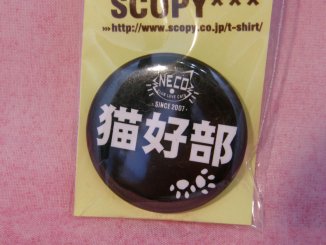 SCOPY×××
>>>http://www.scopy.co.jp/t-shirt/
NECO
SINCE 2007
猫好部